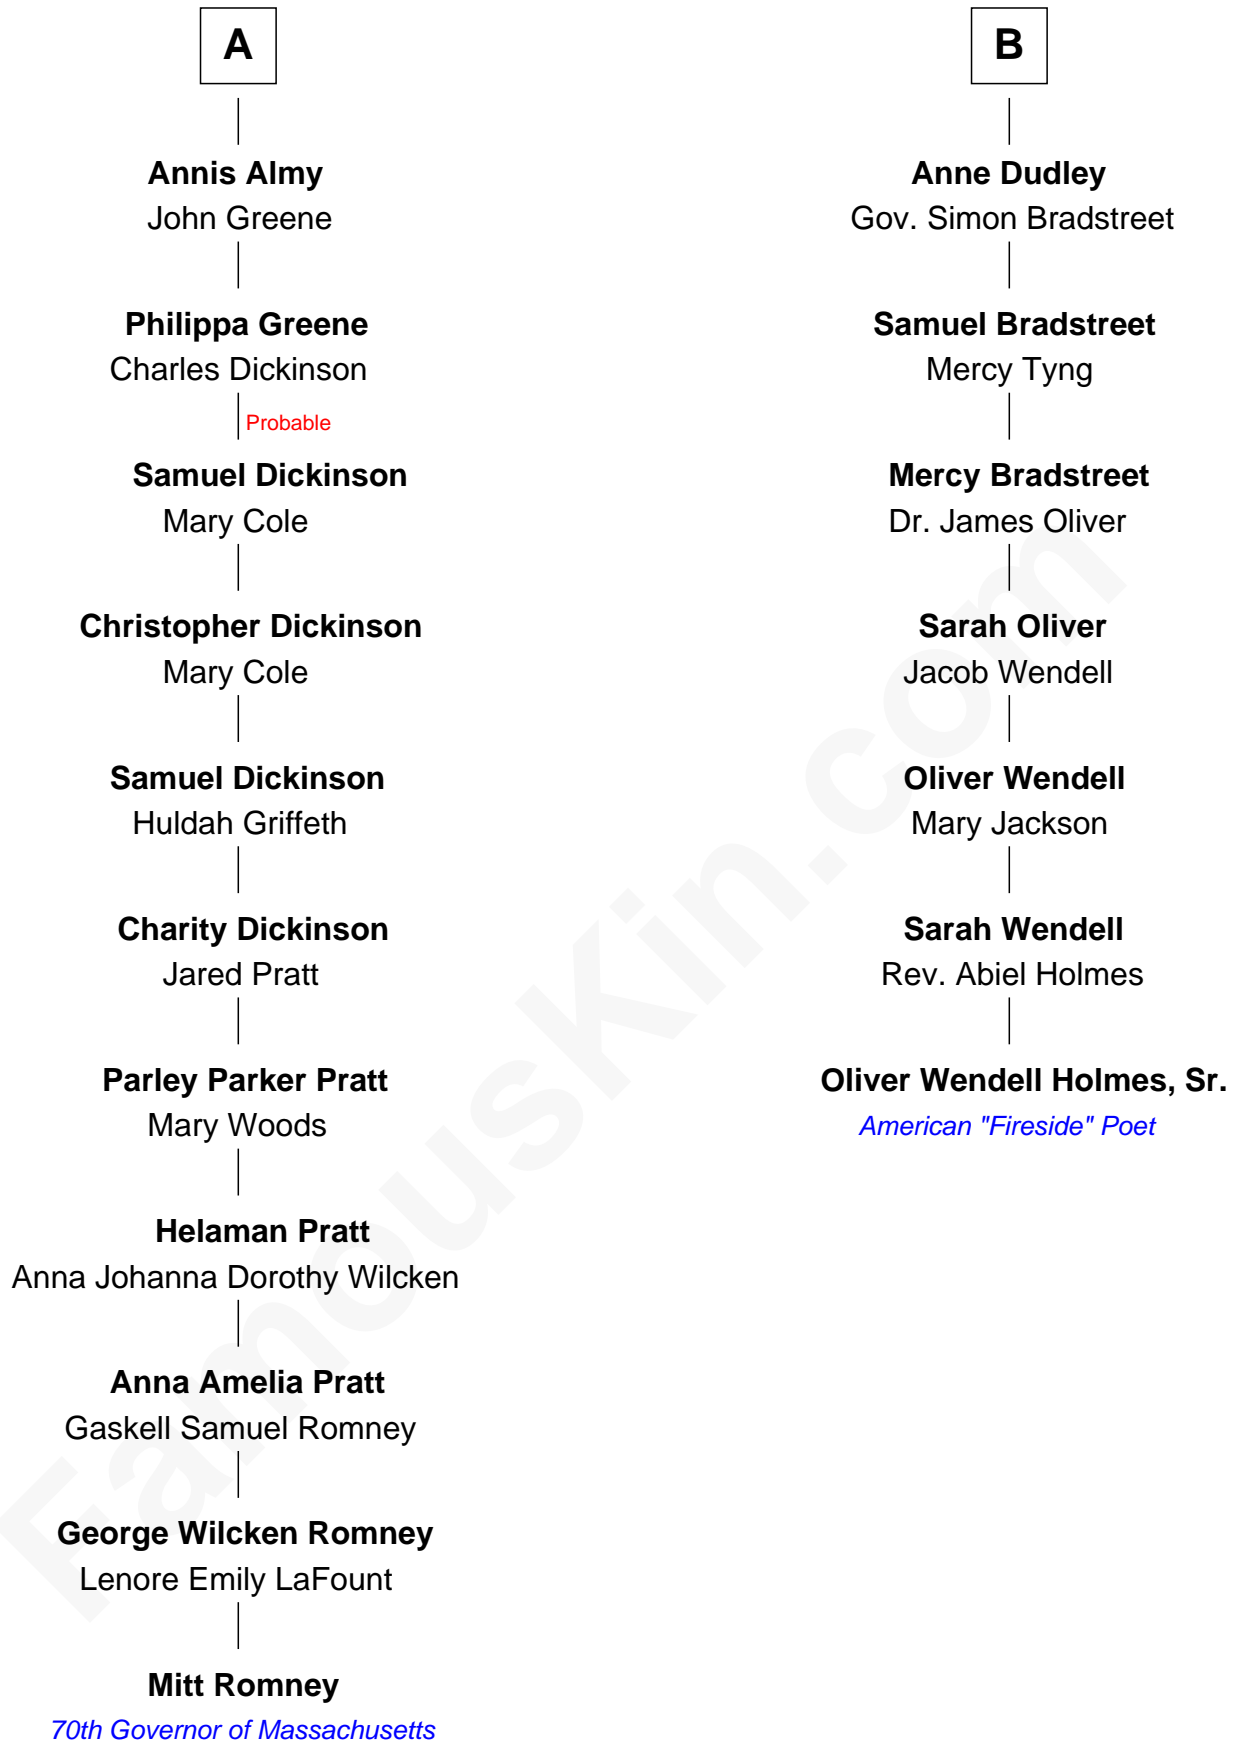 A
Annis Almy
John Greene
Philippa Greene
Charles Dickinson
Probable
Samuel Dickinson
Mary Cole
Christopher Dickinson
Mary Cole
Samuel Dickinson
Huldah Griffeth
Charity Dickinson
Jared Pratt
Parley Parker Pratt
Mary Woods
Helaman Pratt
Anna Johanna Dorothy Wilcken
Anna Amelia Pratt
Gaskell Samuel Romney
George Wilcken Romney
Lenore Emily LaFount
Mitt Romney
70th Governor of Massachusetts
B
Anne Dudley
Gov. Simon Bradstreet
Samuel Bradstreet
Mercy Tyng
Mercy Bradstreet
Dr. James Oliver
Sarah Oliver
Jacob Wendell
Oliver Wendell
Mary Jackson
Sarah Wendell
Rev. Abiel Holmes
Oliver Wendell Holmes, Sr.
American "Fireside" Poet
FamousKin.com